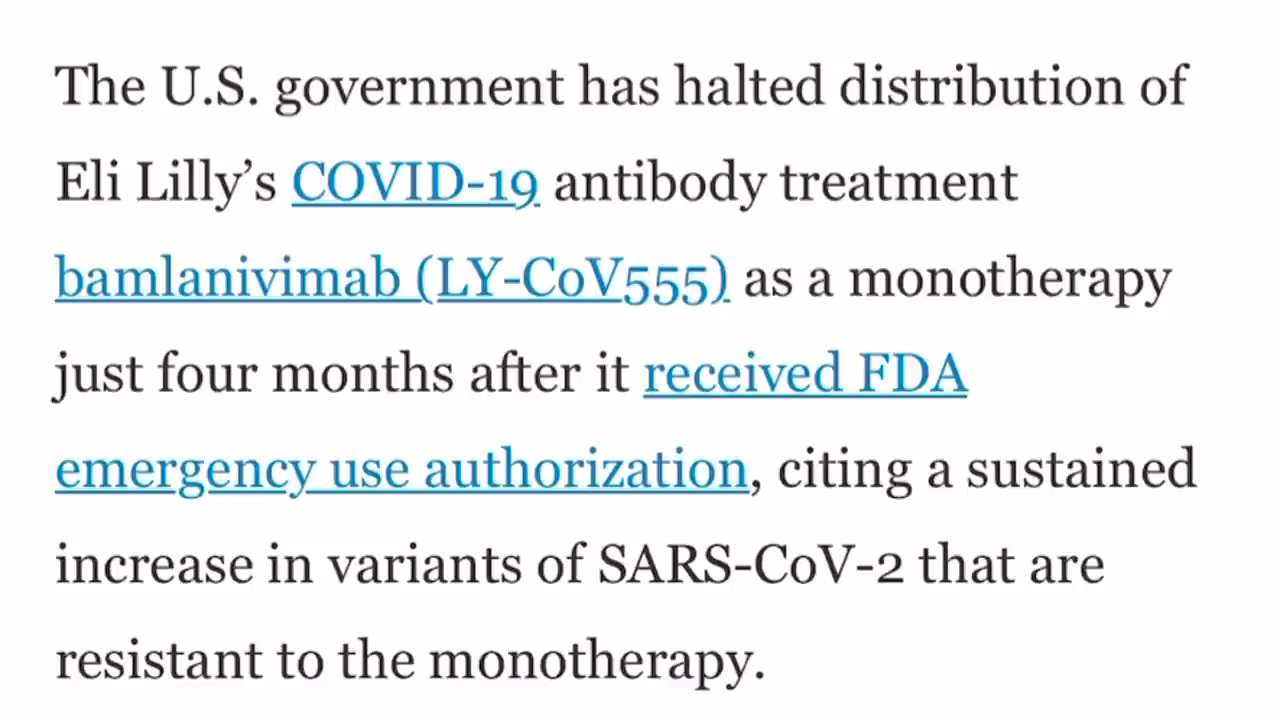 The U.S. government has halted distribution of
Eli Lilly’s COVID-19 antibody treatment
bamlanivimab (LY-CoV555) as a monotherapy
just four months after it received FDA
emergency use authorization, citing a sustained
increase in variants of SARS-CoV-2 that are
resistant to the monotherapy.